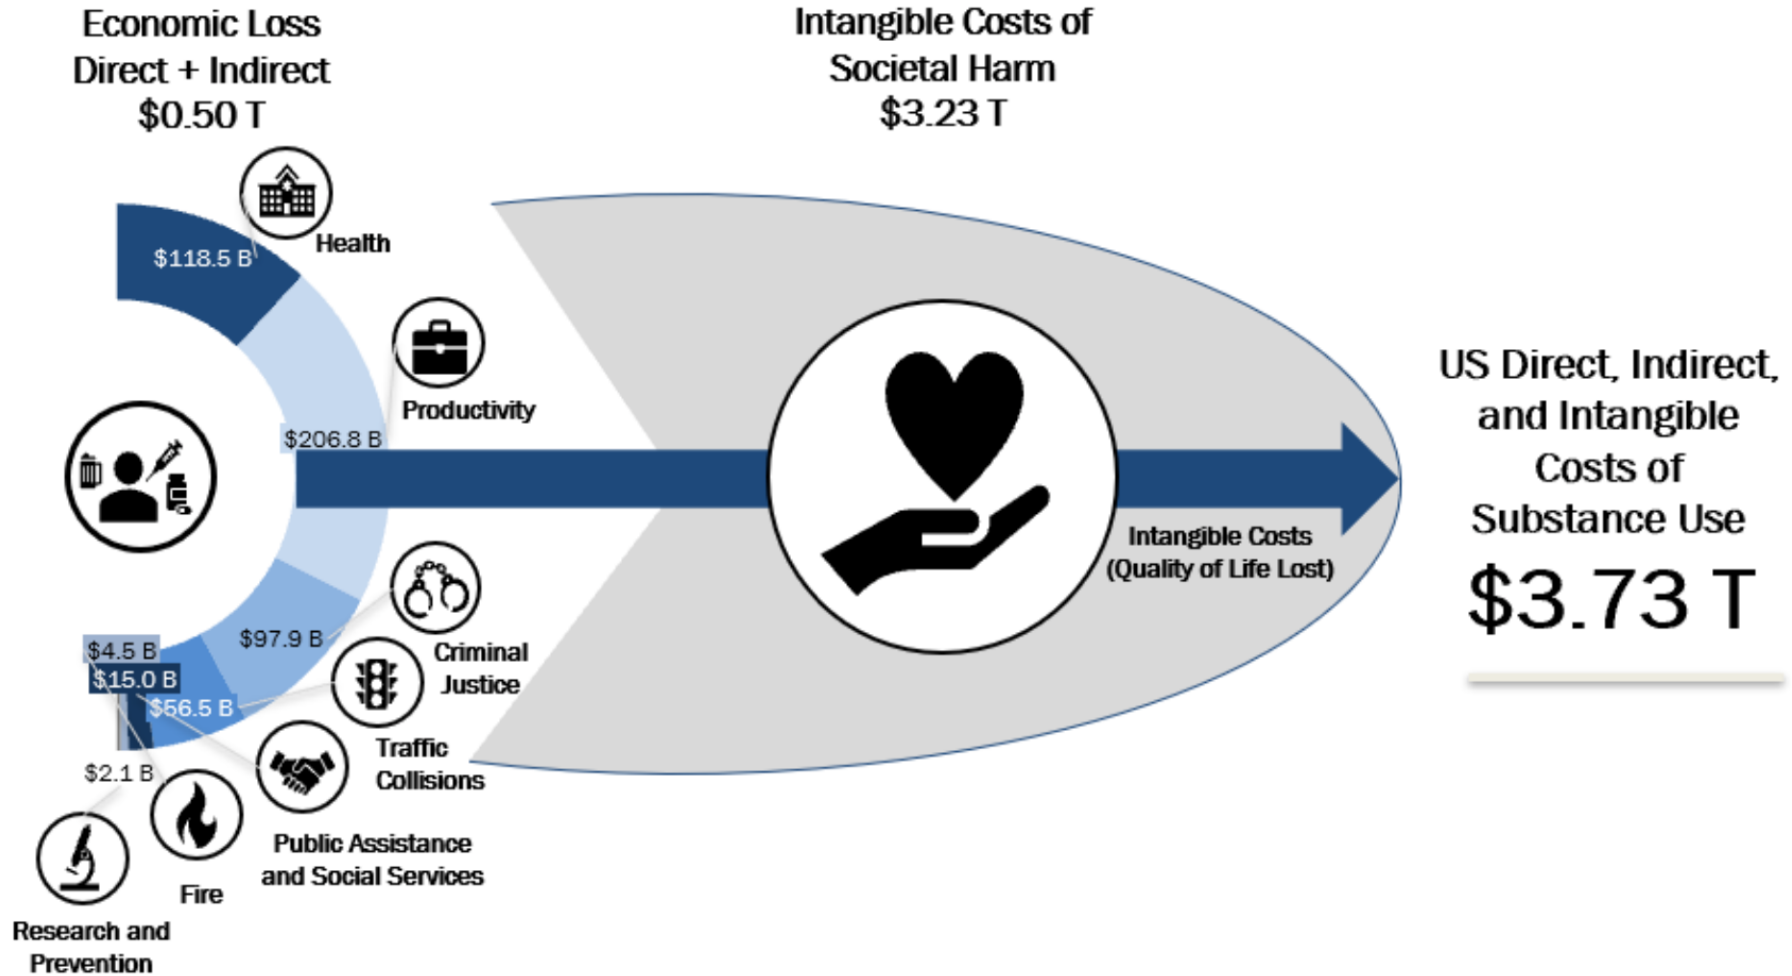 Economic Loss
Direct + Indirect
$0.50 T
Intangible Costs of
Societal Harm
$3.23 T
$118.5 B
Health
Productivity
$206.8 B
Intangible Costs
(Quality of Life Lost)
US Direct, Indirect,
and Intangible
Costs of
Substance Use
$3.73 T
$97.9 B
Criminal
Justice
$4.5 B
$15.0 B
$56.5 B
Traffic
Collisions
$2.1 B
Public Assistance
and Social Services
Fire
Research and
Prevention